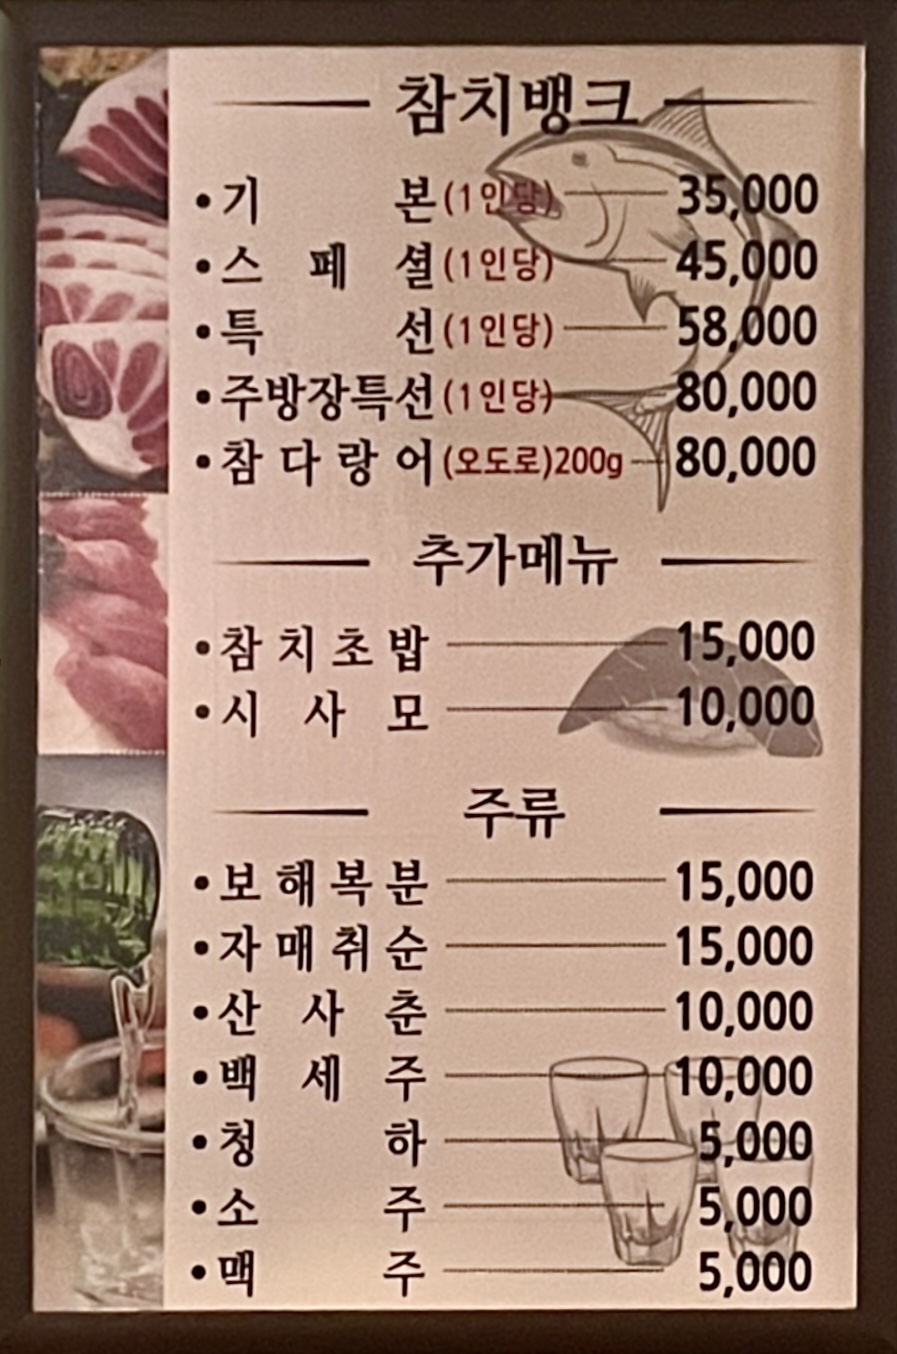 참치뱅크
•기 본(1인당) 35,000
•스 페 셜(1인당) 45,000
•특 선(1인당) 58,000
•주방장특선(1인당) 80,000
•참 다 랑 어(오도로)200g 80,000
추가메뉴
•참 치 초 밥 15,000
•시 사 모 10,000
주류
•보 해 복 분 15,000
•자 매 취 순 15,000
•산 사 춘 10,000
•백 세 주 10,000
•청 하 5,000
•소 주 5,000
•맥 주 5,000